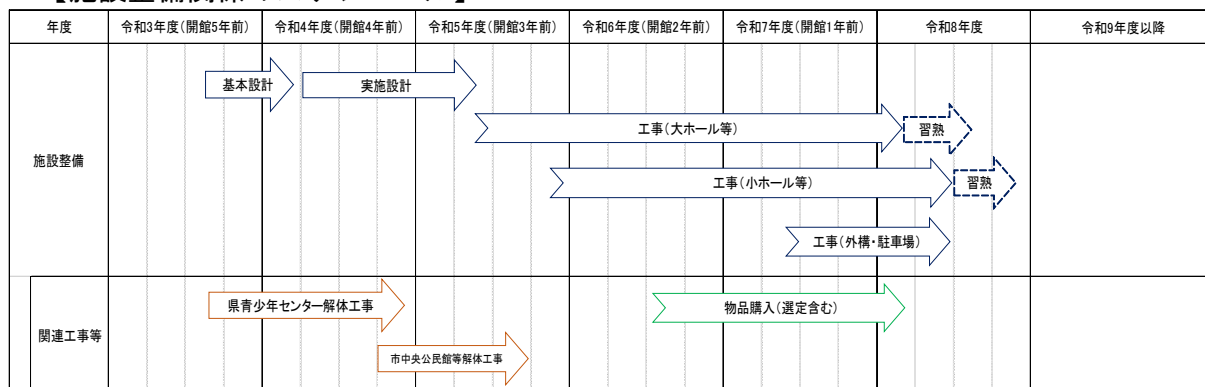 年度 令和3年度(開館5年前) 令和4年度(開館4年前) 令和5年度(開館3年前) 令和6年度(開館2年前) 令和7年度(開館1年前) 令和8年度 令和9年度以降
基本設計 実施設計
工事(大ホール等) 習熟
施設整備
工事(小ホール等) 習熟
工事(外構・駐車場)
県青少年センター解体工事 物品購入(選定含む)
関連工事等
市中央公民館等解体工事